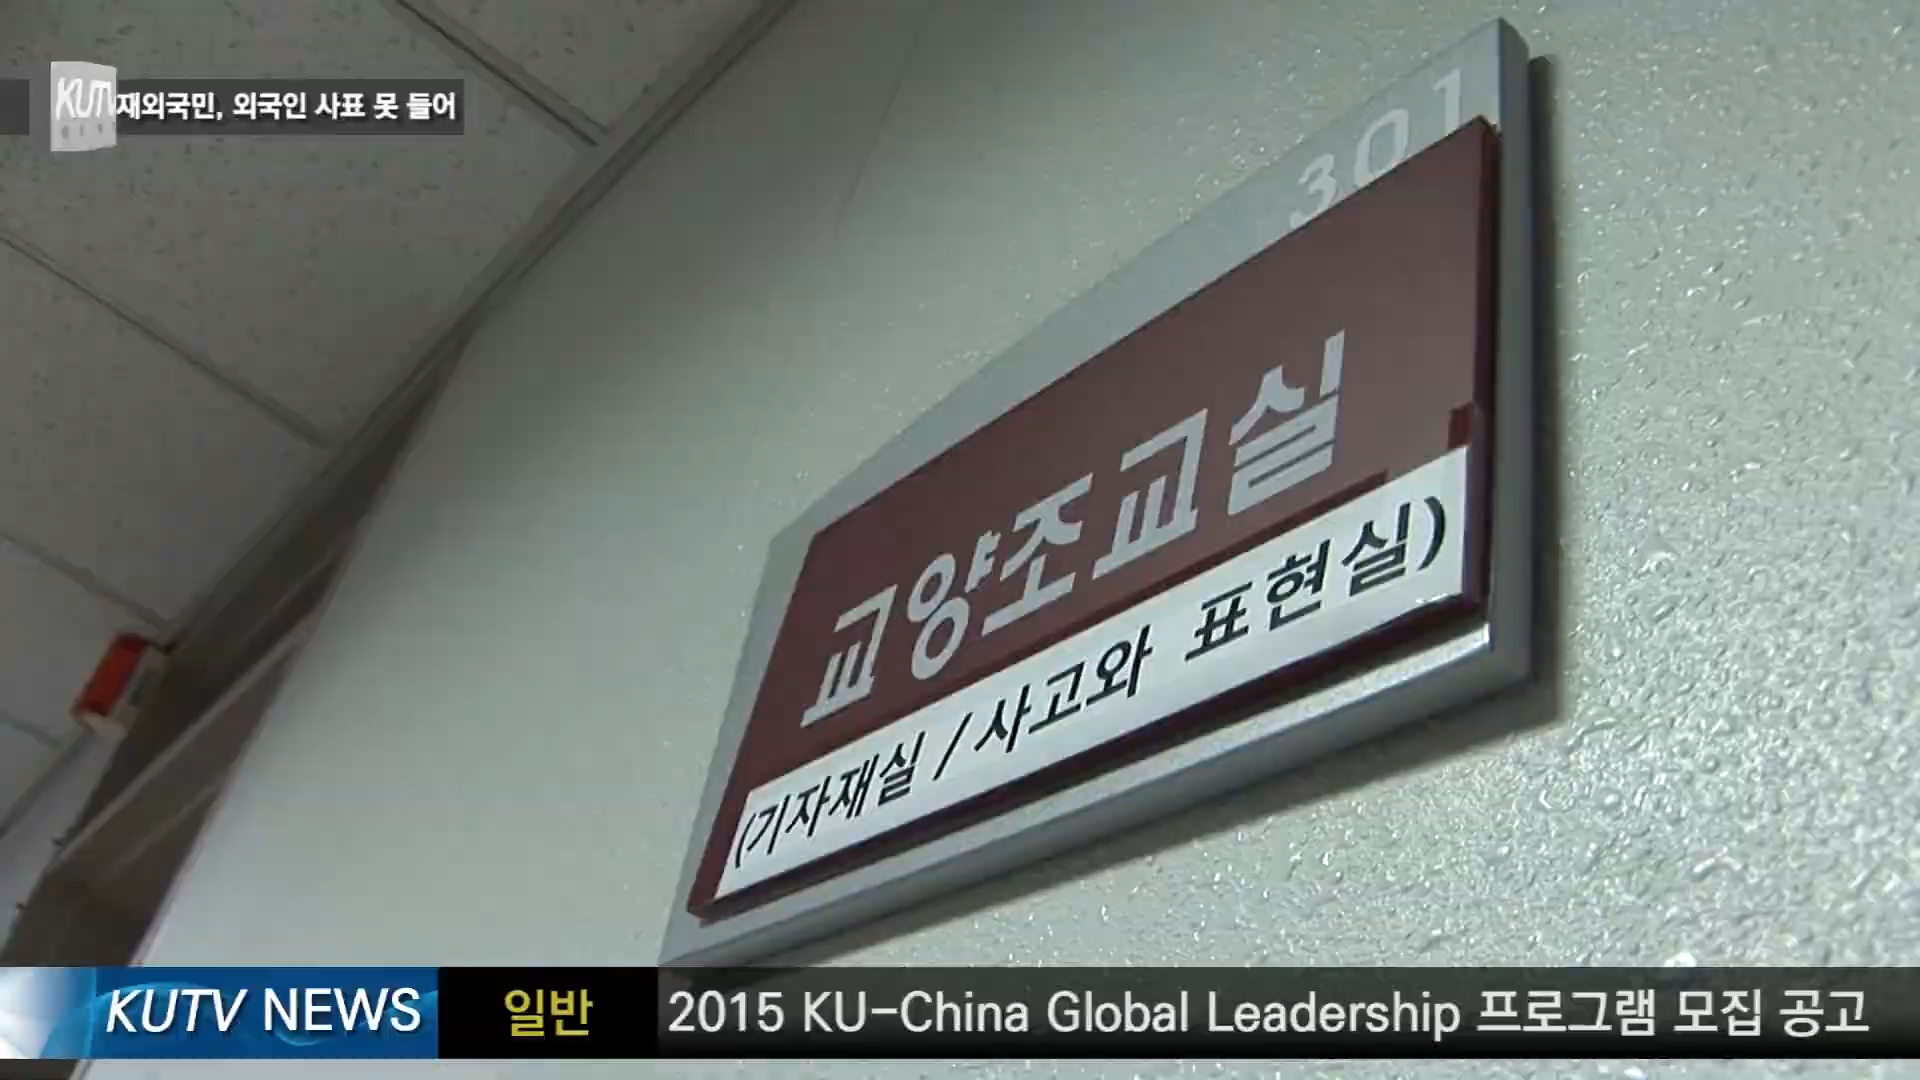 KUTV
재외국민, 외국인 사표 못 들어
301
교양조교실
(기자재실 / 사고와 표현실)
KUTV NEWS
일반
2015 KU-China Global Leadership 프로그램 모집 공고